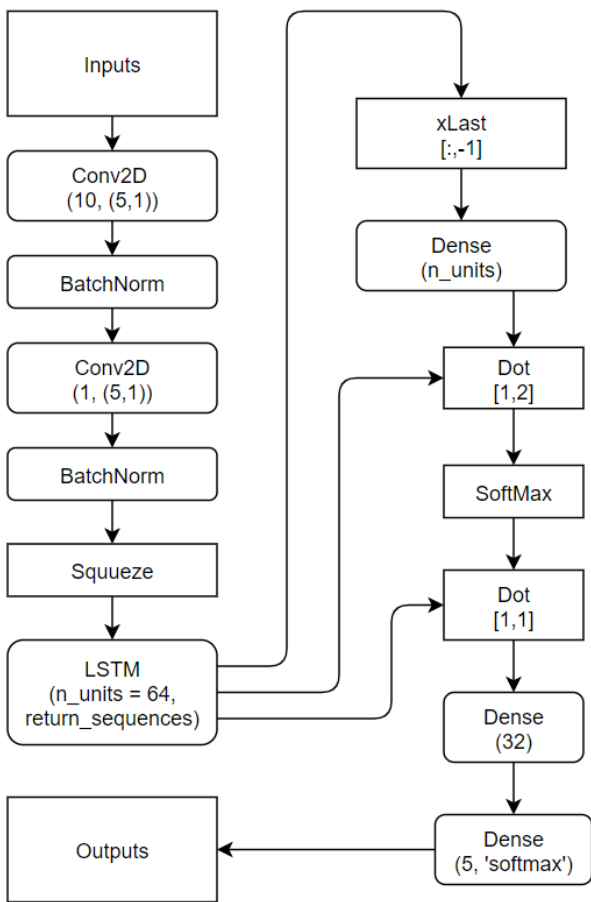 Inputs
Conv2D
(10, (5,1))
BatchNorm
Conv2D
(1, (5,1))
BatchNorm
Squueze
LSTM
(n_units = 64,
return_sequences)
xLast
[:,-1]
Dense
(n_units)
Dot
[1,2]
SoftMax
Dot
[1,1]
Dense
(32)
Dense
(5, 'softmax')
Outputs